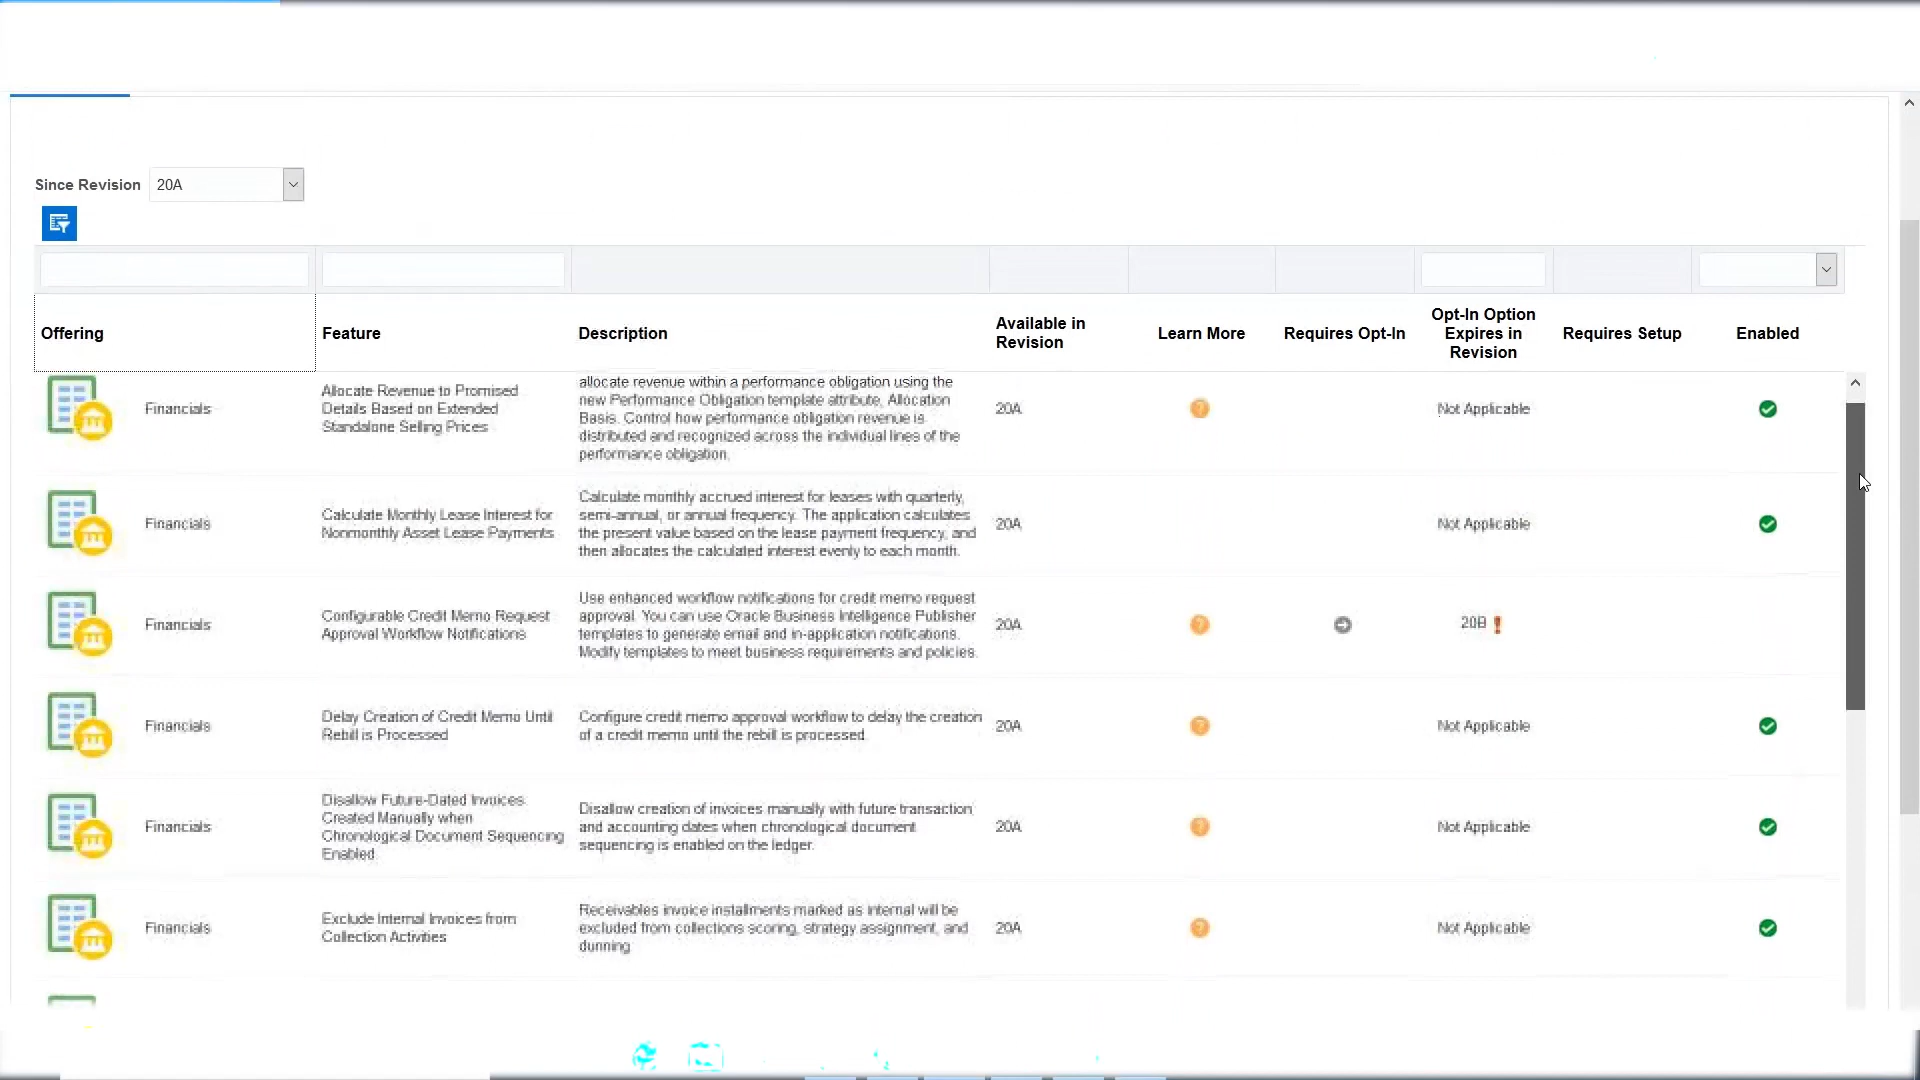 Since Revision 20A
Offering
Feature
Description
Available in
Revision
Learn More
Requires Opt-In
Opt-In Option
Expires in
Revision
Requires Setup
Enabled
Financials
Allocate Revenue to Promised
Details Based on Extended
Standalone Selling Prices
allocate revenue within a performance obligation using the
new Performance Obligation template attribute, Allocation
Basis. Control how performance obligation revenue is
distributed and recognized across the individual lines of the
performance obligation.
20A
Not Applicable
Financials
Calculate Monthly Lease Interest for
Nonmonthly Asset Lease Payments
Calculate monthly accrued interest for leases with quarterly,
semi-annual, or annual frequency. The application calculates
the present value based on the lease payment frequency, and
then allocates the calculated interest evenly to each month.
20A
Not Applicable
Financials
Configurable Credit Memo Request
Approval Workflow Notifications
Use enhanced workflow notifications for credit memo request
approval. You can use Oracle Business Intelligence Publisher
templates to generate email and in-application notifications.
Modify templates to meet business requirements and policies.
20A
20B
Financials
Delay Creation of Credit Memo Until
Rebill is Processed
Configure credit memo approval workflow to delay the creation
of a credit memo until the rebill is processed.
20A
Not Applicable
Financials
Disallow Future-Dated Invoices
Created Manually when
Chronological Document Sequencing
Enabled
Disallow creation of invoices manually with future transaction
and accounting dates when chronological document
sequencing is enabled on the ledger.
20A
Not Applicable
Financials
Exclude Internal Invoices from
Collection Activities
Receivables invoice installments marked as internal will be
excluded from collections scoring, strategy assignment, and
dunning
20A
Not Applicable